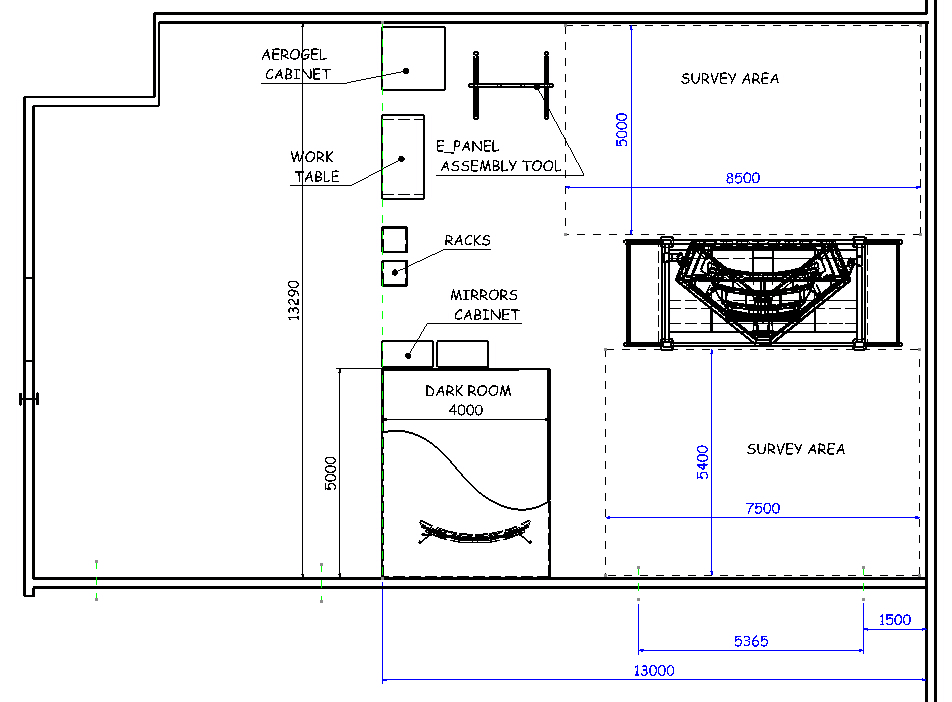 AEROGEL
CABINET
SURVEY AREA
5000
E_PANEL
ASSEMBLY TOOL
WORK
TABLE
8500
RACKS
13290
MIRRORS
CABINET
DARK ROOM
4000
5000
SURVEY AREA
5400
7500
1500
5365
13000